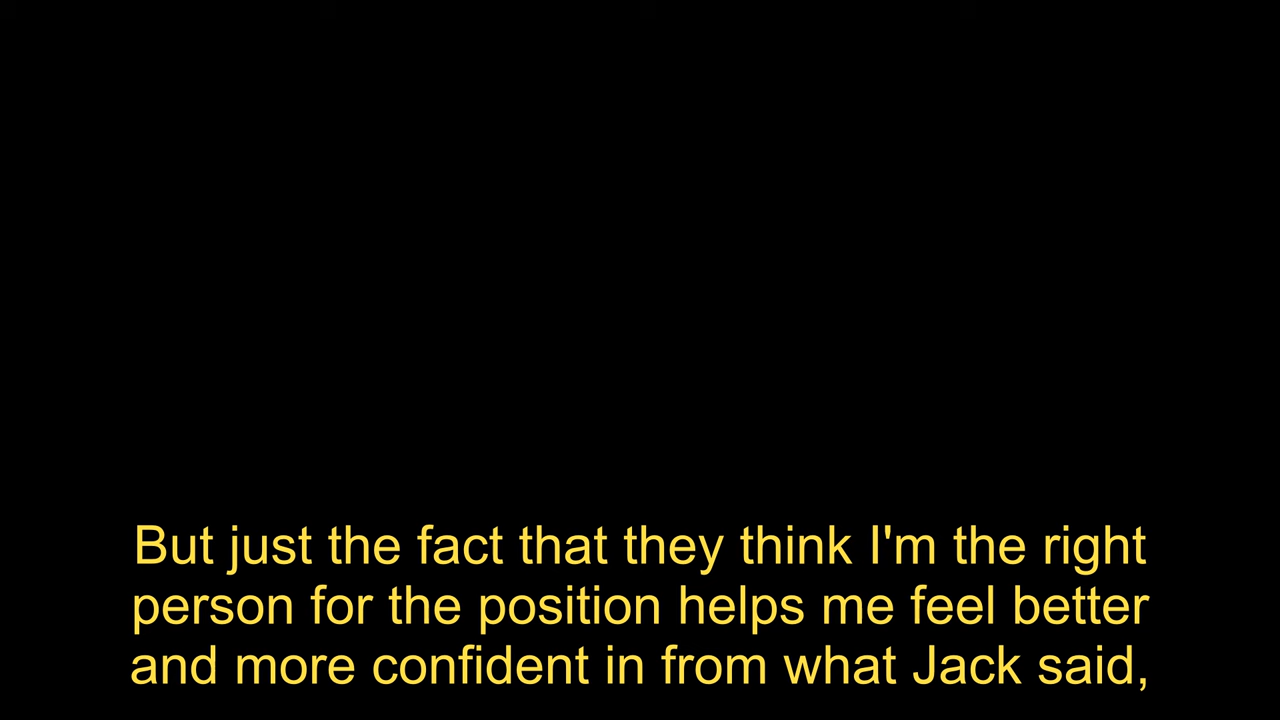 But just the fact that they think I'm the right
person for the position helps me feel better
and more confident in from what Jack said,